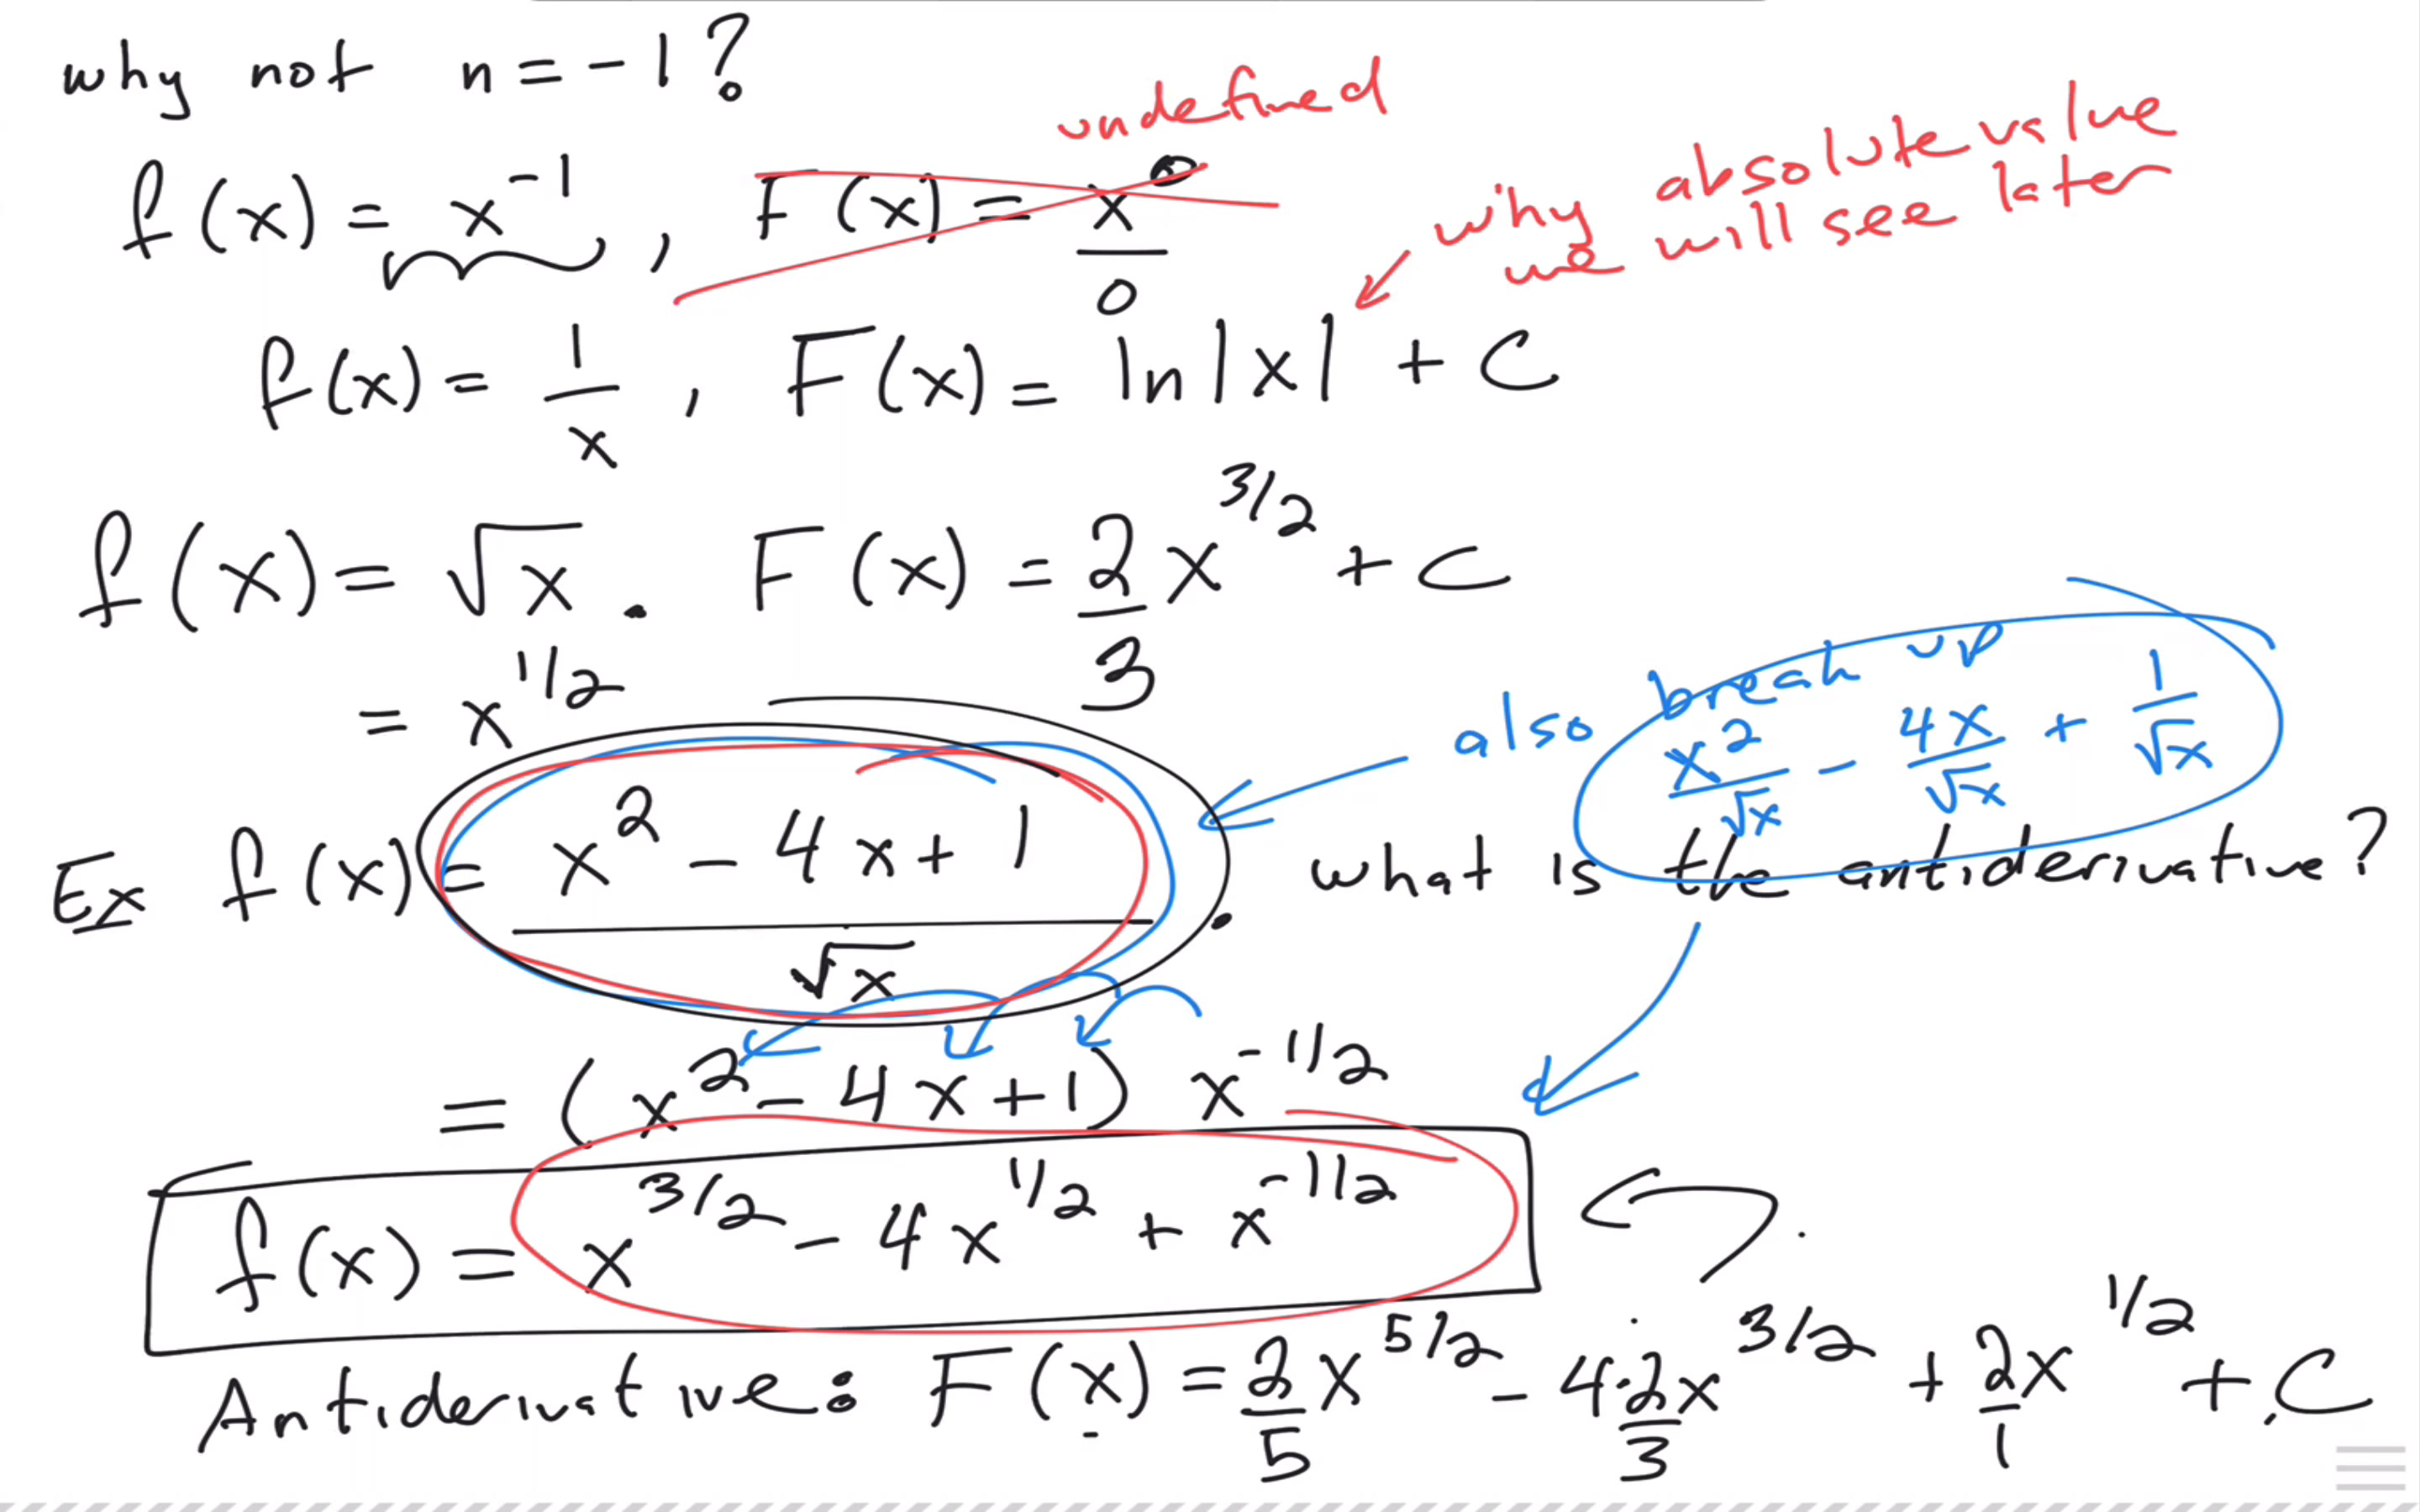 why not n = -1?
undefined
f(x) = x^-1, F(x) = x^0/0
why absolute value
we will see later
f(x) = 1/x, F(x) = ln|x| + C
f(x) = √x. F(x) = 2/3 x^3/2 + C
= x^1/2
also break up
x^2/√x - 4x/√x + 1/√x
Ex f(x) = (x^2 - 4x + 1)/√x. what is the antiderivative?
= (x^2 - 4x + 1) x^-1/2
f(x) = x^3/2 - 4x^1/2 + x^-1/2
Antiderivative: F(x) = 2/5 x^5/2 - 4·2/3 x^3/2 + 2/1 x^1/2 + C